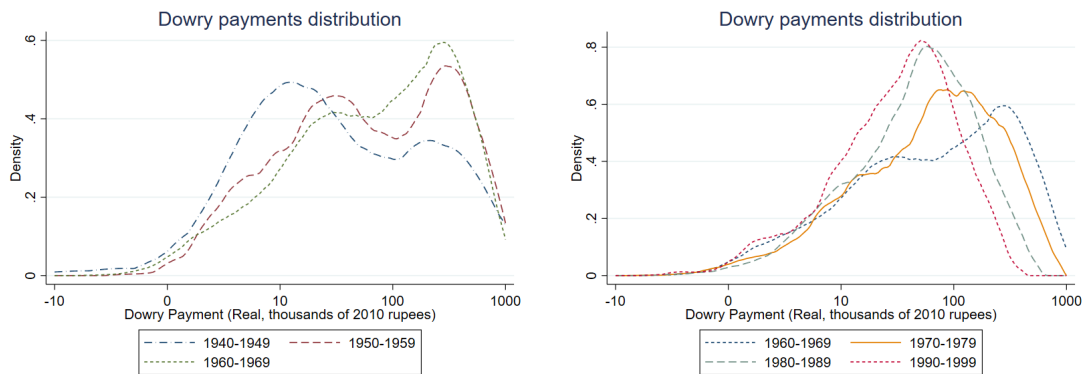 Dowry payments distribution
.6
.4
.2
0
Density
-10 0 10 100 1000
Dowry Payment (Real, thousands of 2010 rupees)
1940-1949 1950-1959
1960-1969
Dowry payments distribution
.8
.6
.4
.2
0
Density
-10 0 10 100 1000
Dowry Payment (Real, thousands of 2010 rupees)
1960-1969 1970-1979
1980-1989 1990-1999